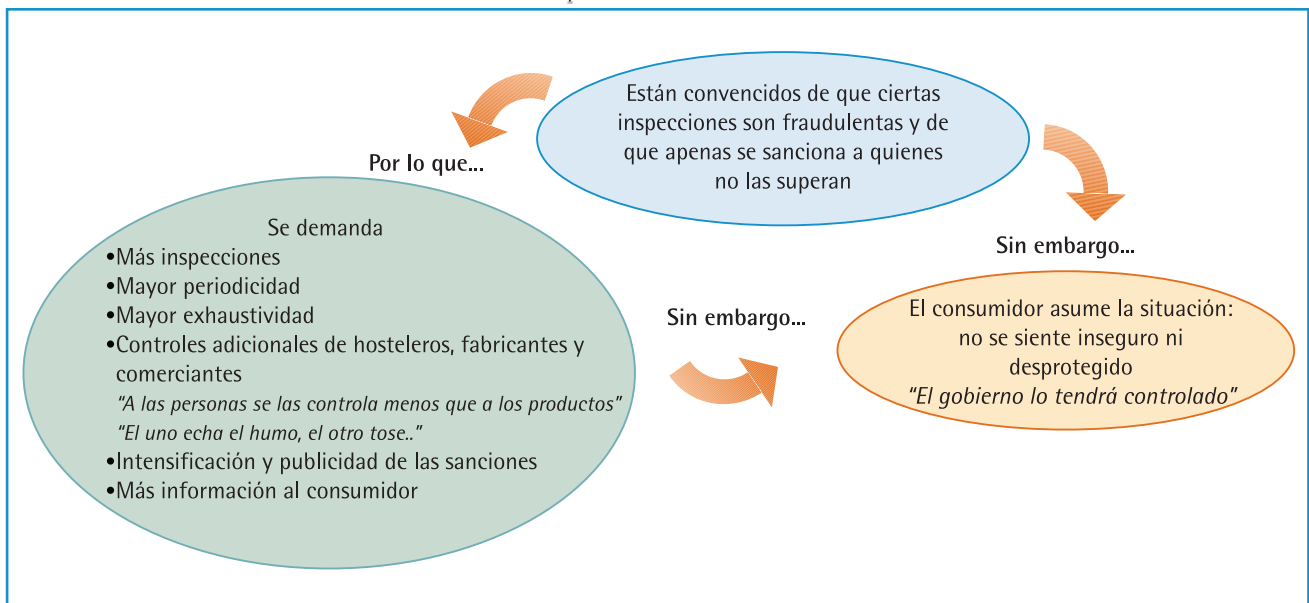 Están convencidos de que ciertas
inspecciones son fraudulentas y de
que apenas se sanciona a quienes
no las superan
Por lo que...
Se demanda
•Más inspecciones
•Mayor periodicidad
•Mayor exhaustividad
•Controles adicionales de hosteleros, fabricantes y
comerciantes
“A las personas se las controla menos que a los productos”
“El uno echa el humo, el otro tose..”
•Intensificación y publicidad de las sanciones
•Más información al consumidor
Sin embargo...
Sin embargo...
El consumidor asume la situación:
no se siente inseguro ni
desprotegido
“El gobierno lo tendrá controlado”